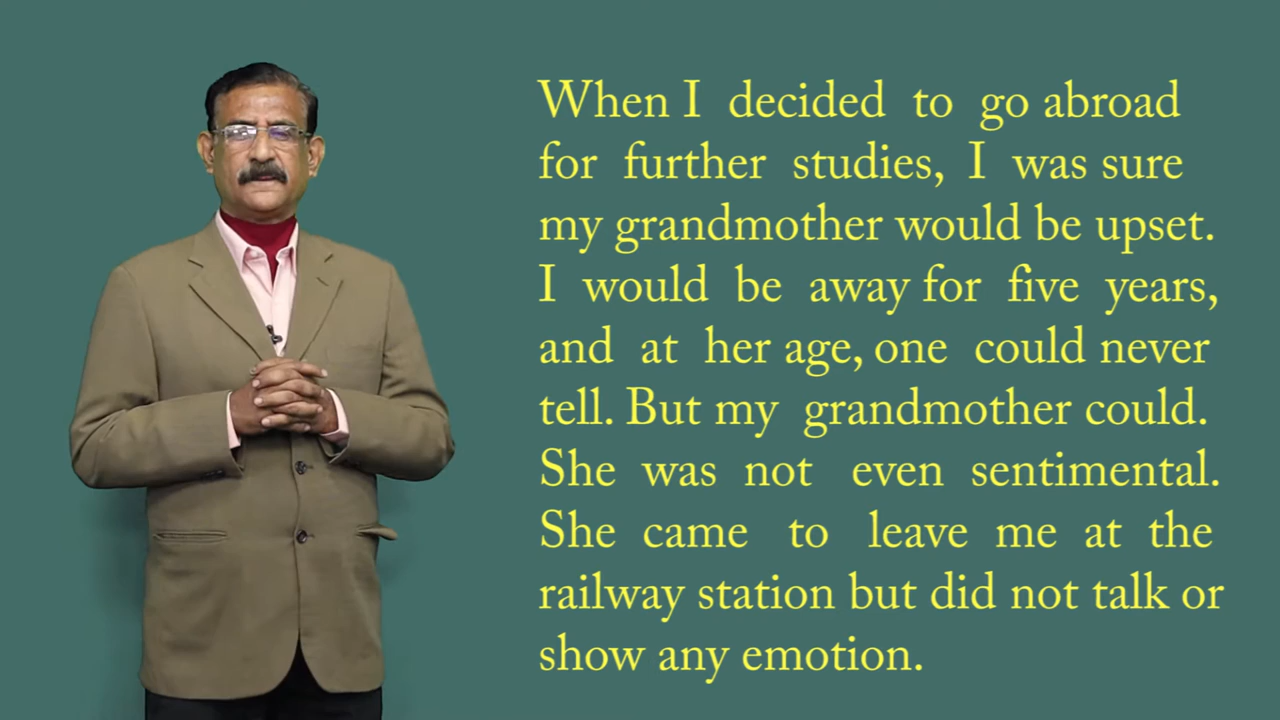 When I decided to go abroad
for further studies, I was sure
my grandmother would be upset.
I would be away for five years,
and at her age, one could never
tell. But my grandmother could.
She was not even sentimental.
She came to leave me at the
railway station but did not talk or
show any emotion.